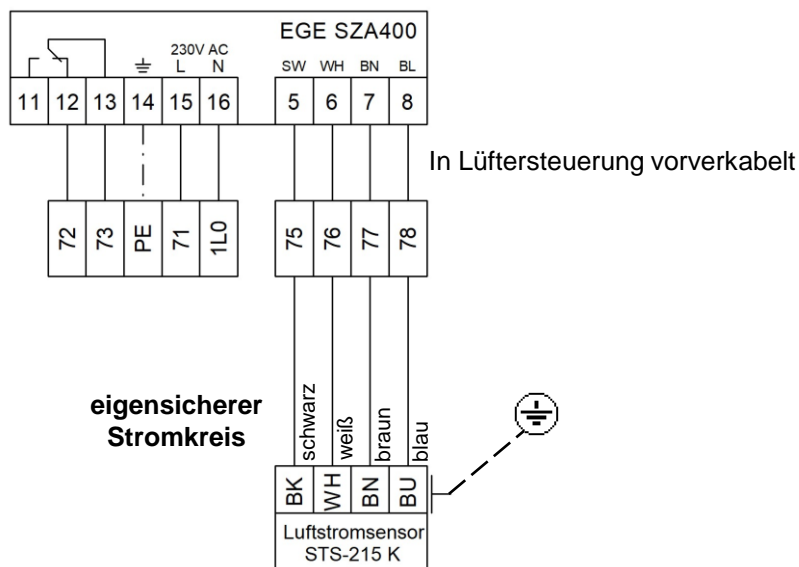 EGE SZA400
230V AC
L N
SW WH BN BL
11 12 13 14 15 16
5 6 7 8
In Lüftersteuerung vorverkabelt
72 73 PE 71 1L0
75 76 77 78
eigensicherer
Stromkreis
schwarz
weiß
braun
blau
BK WH BN BU
Luftstromsensor
STS-215 K